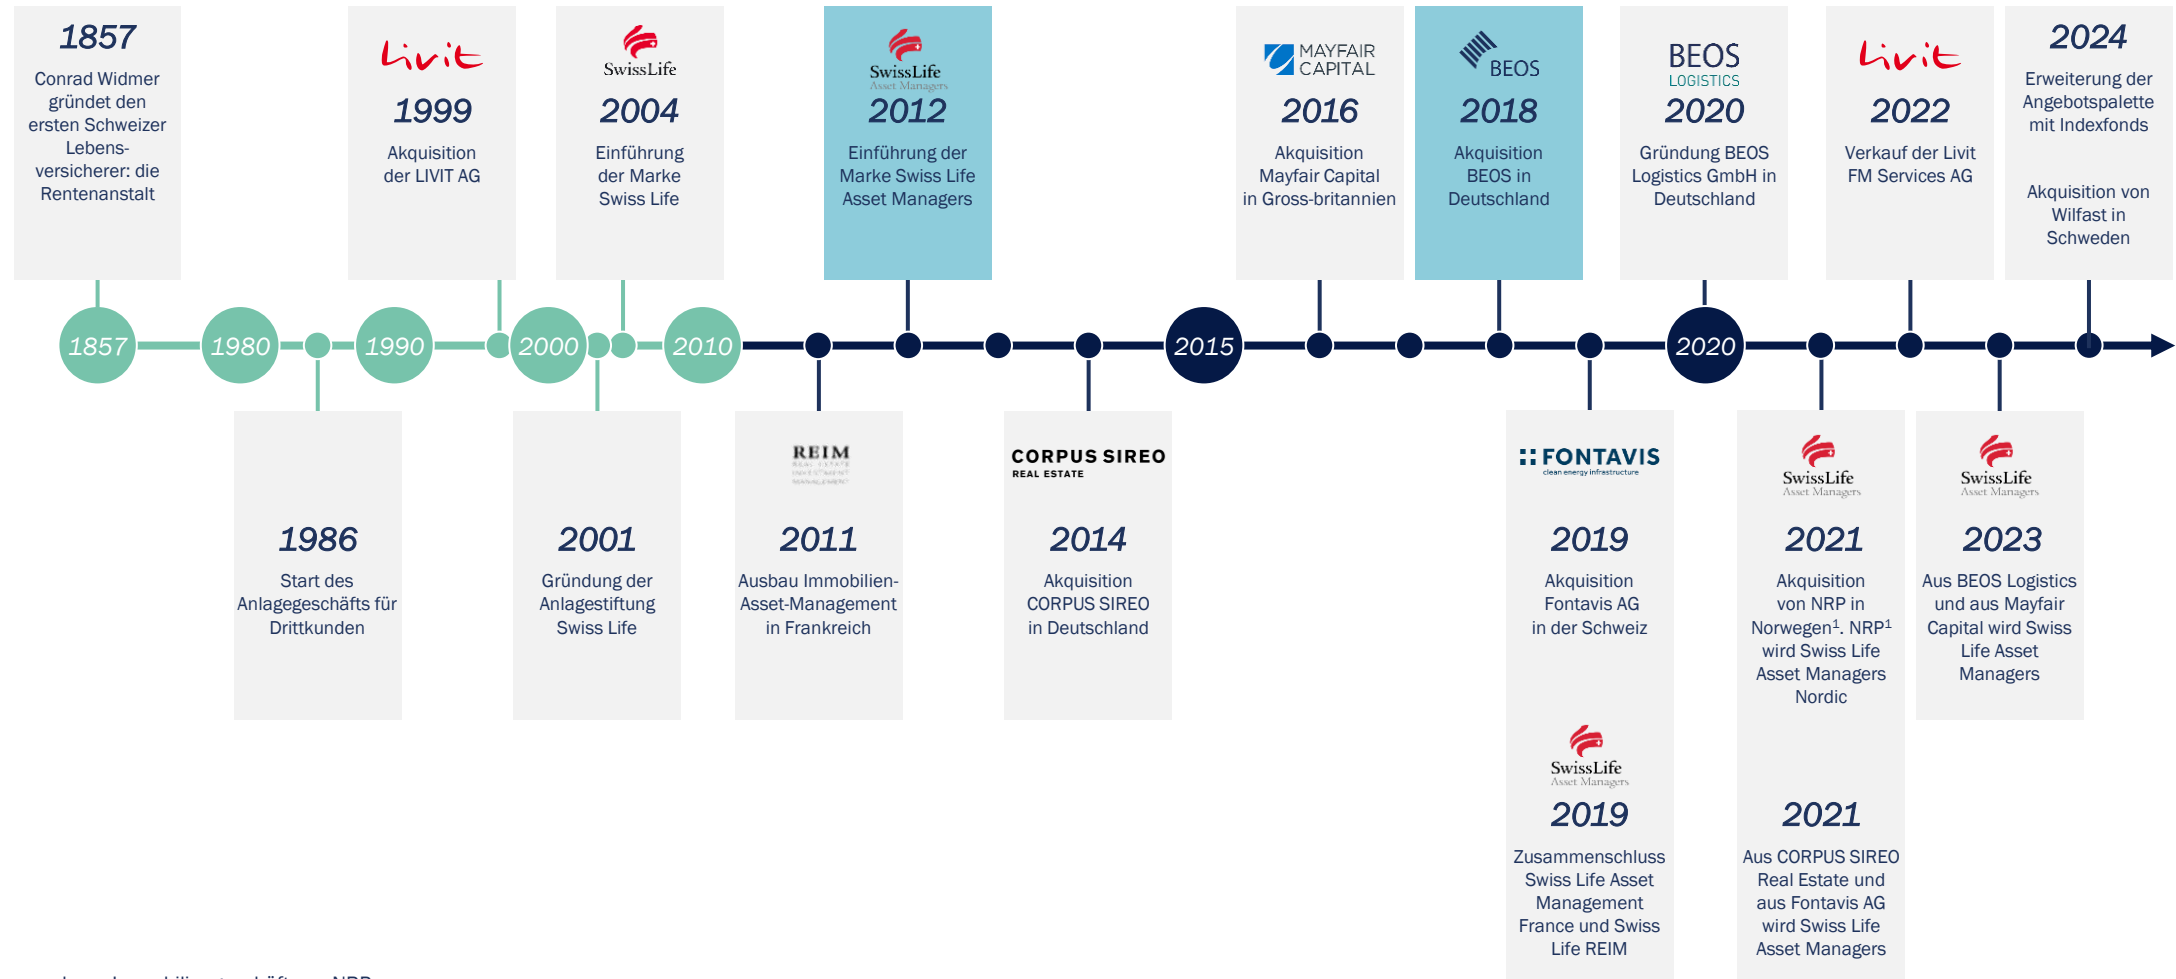 1857
Conrad Widmer
gründet den
ersten Schweizer
Lebens-
versicherer: die
Rentenanstalt
Livit
1999
Akquisition
der LIVIT AG
SwissLife
2004
Einführung
der Marke
Swiss Life
SwissLife
Asset Managers
2012
Einführung der
Marke Swiss Life
Asset Managers
MAYFAIR
CAPITAL
2016
Akquisition
Mayfair Capital
in Gross-britannien
BEOS
2018
Akquisition
BEOS in
Deutschland
BEOS
LOGISTICS
2020
Gründung BEOS
Logistics GmbH in
Deutschland
Livit
2022
Verkauf der Livit
FM Services AG
2024
Erweiterung der
Angebotspalette
mit Indexfonds
Akquisition von
Wilfast in
Schweden
1857 1980 1990 2000 2010 2015 2020
1986
Start des
Anlagegeschäfts für
Drittkunden
2001
Gründung der
Anlagestiftung
Swiss Life
REIM
REAL ESTATE
INVESTMENT
MANAGEMENT
2011
Ausbau Immobilien-
Asset-Management
in Frankreich
CORPUS SIREO
REAL ESTATE
2014
Akquisition
CORPUS SIREO
in Deutschland
FONTAVIS
clean energy infrastructure
2019
Akquisition
Fontavis AG
in der Schweiz
SwissLife
Asset Managers
2019
Zusammenschluss
Swiss Life Asset
Management
France und Swiss
Life REIM
SwissLife
Asset Managers
2021
Akquisition
von NRP in
Norwegen¹. NRP¹
wird Swiss Life
Asset Managers
Nordic
2021
Aus CORPUS SIREO
Real Estate und
aus Fontavis AG
wird Swiss Life
Asset Managers
SwissLife
Asset Managers
2023
Aus BEOS Logistics
und aus Mayfair
Capital wird Swiss
Life Asset
Managers